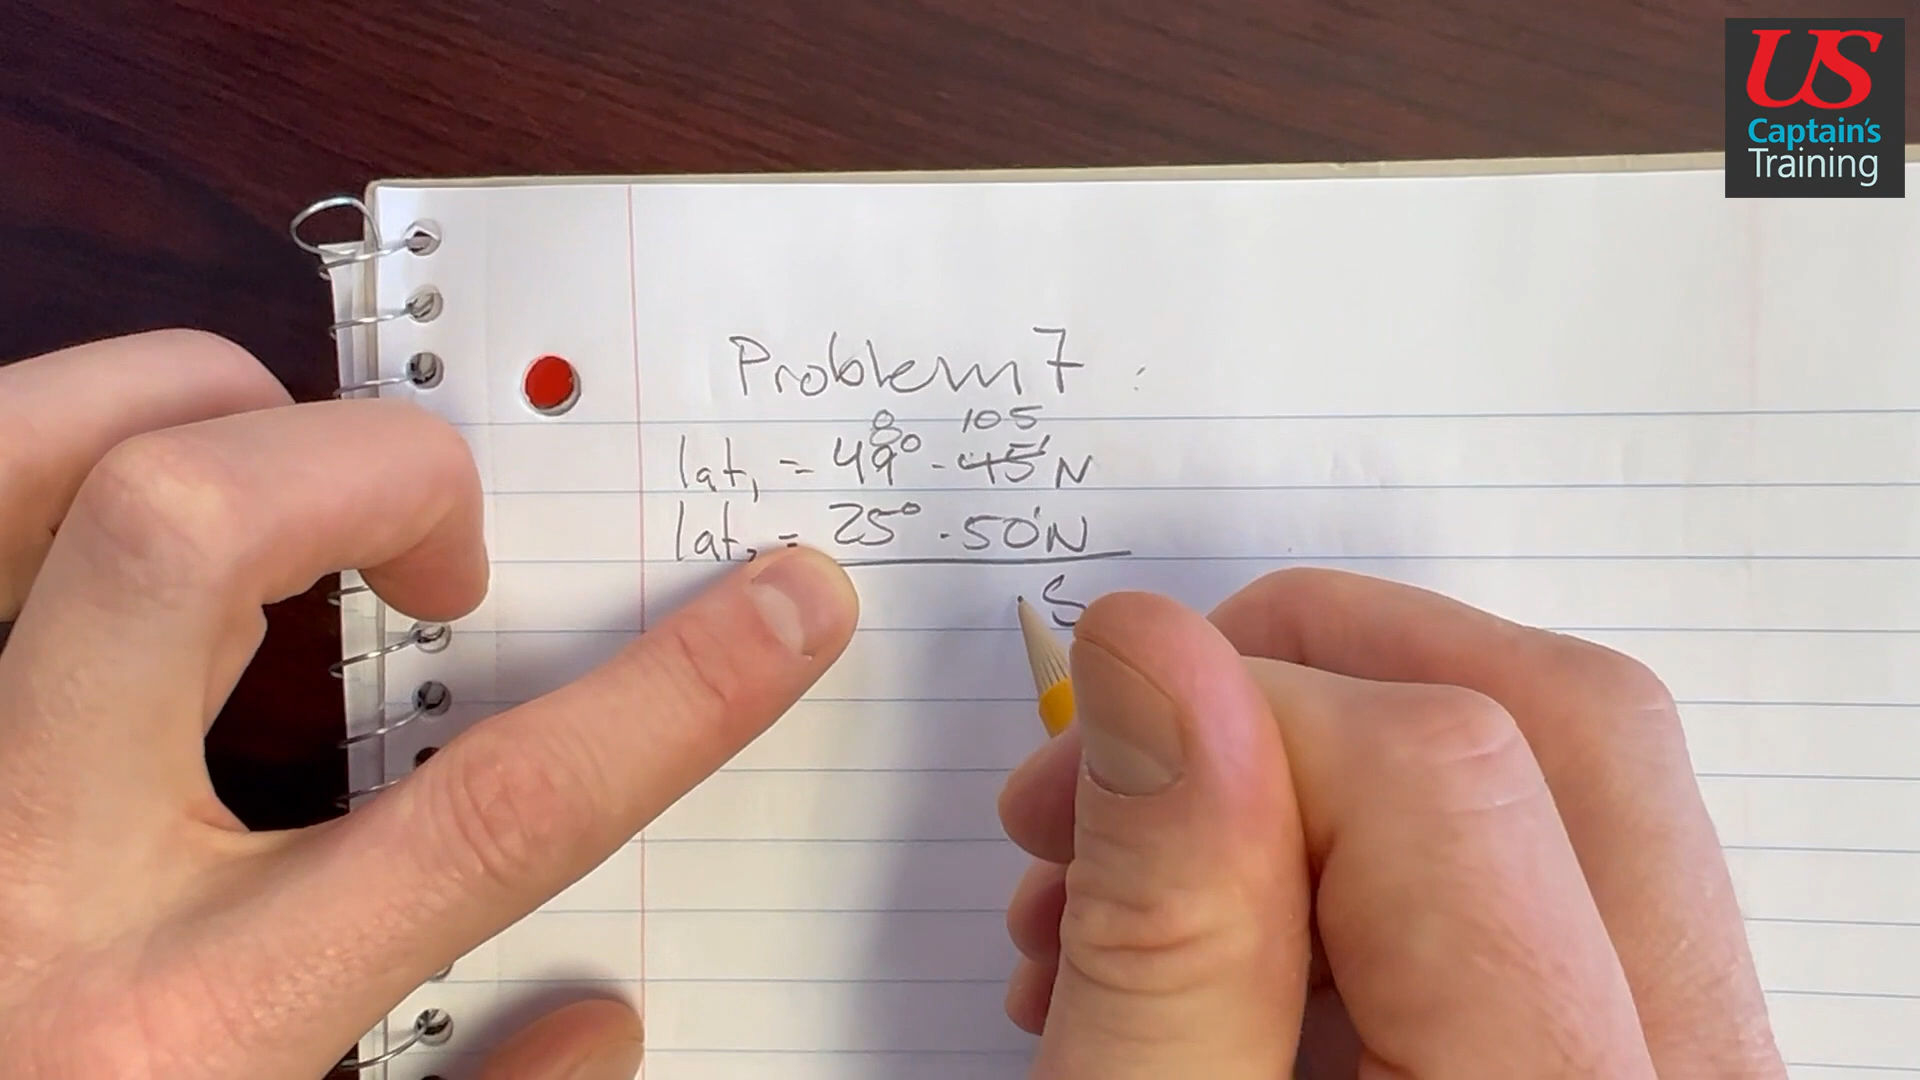 US
Captain's
Training
Problem 7 :
8 105
lat₁ = 49° - 45' N
lat₂ = 25° - 50' N
S